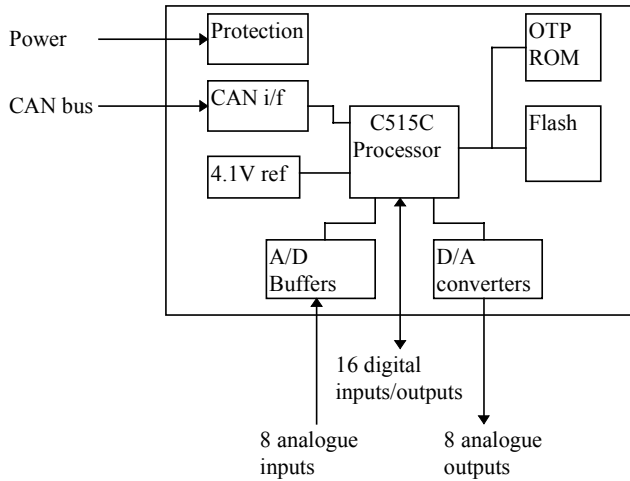 Power
Protection
OTP
ROM
CAN bus
CAN i/f
C515C
Processor
Flash
4.1V ref
A/D
Buffers
D/A
converters
16 digital
inputs/outputs
8 analogue
inputs
8 analogue
outputs